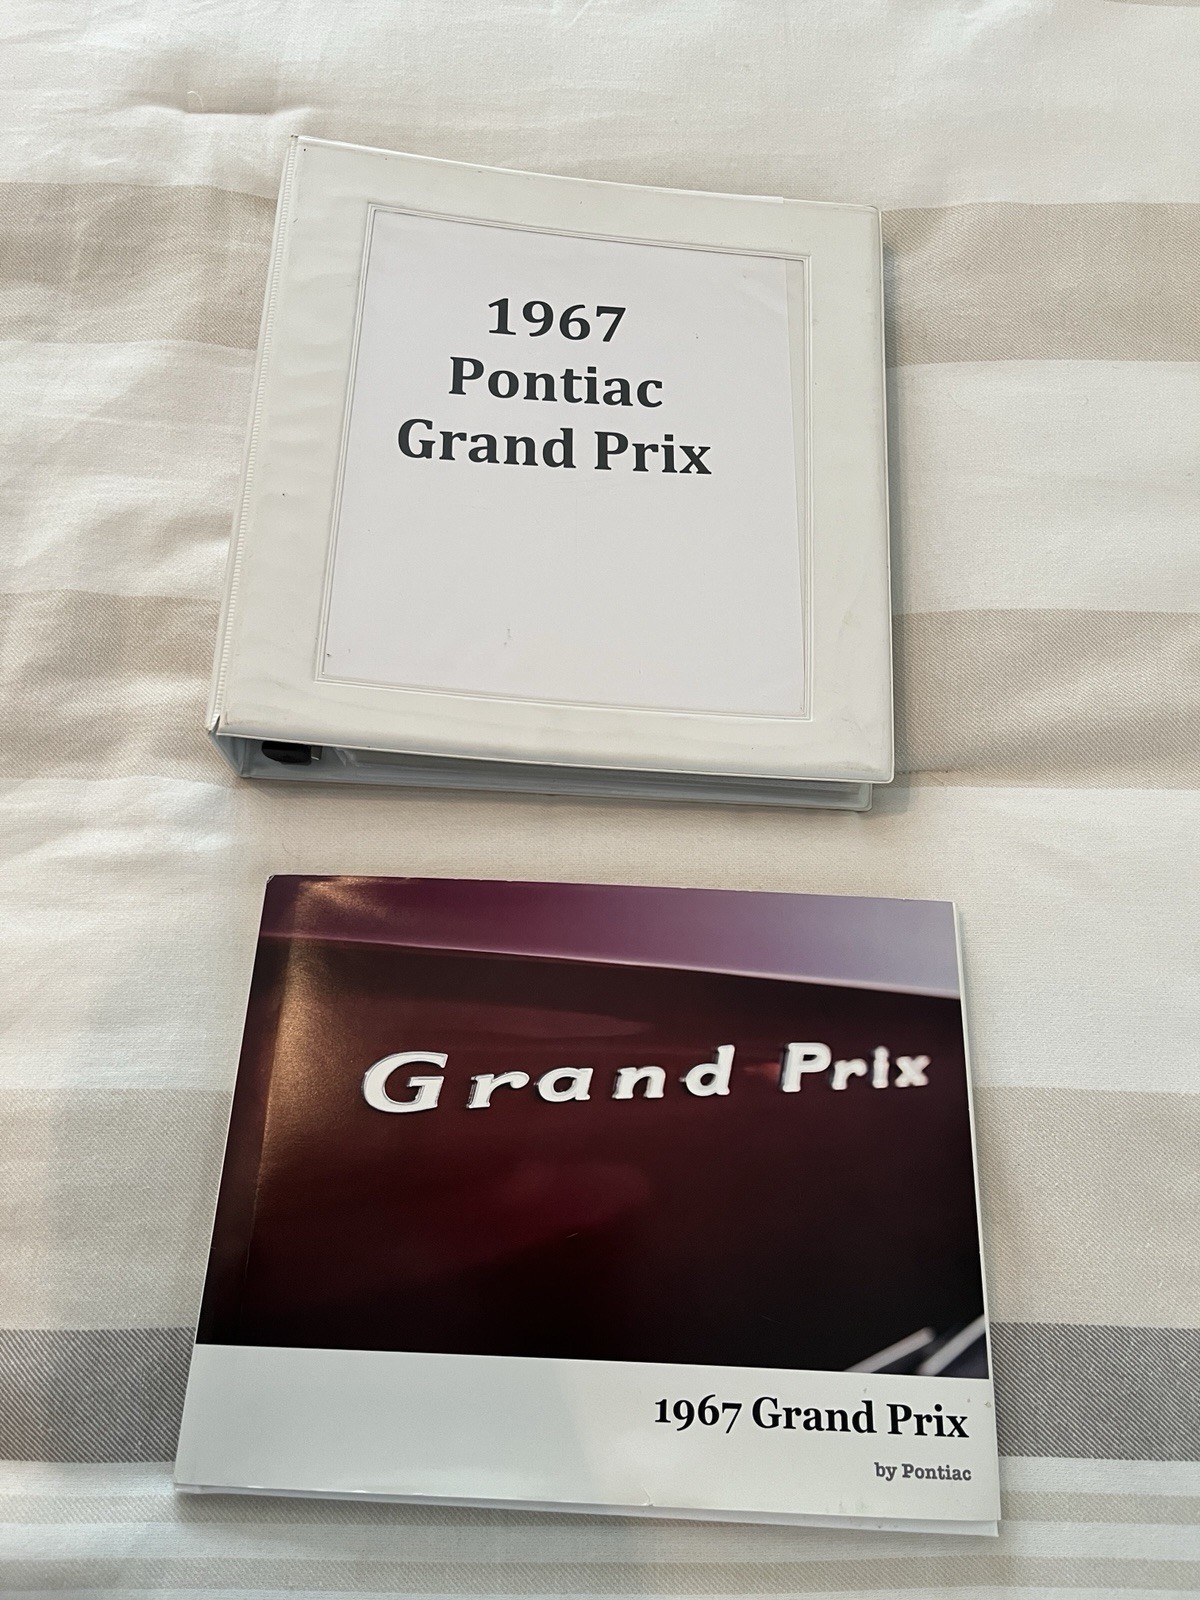 1967
Pontiac
Grand Prix
Grand Prix
1967 Grand Prix
by Pontiac